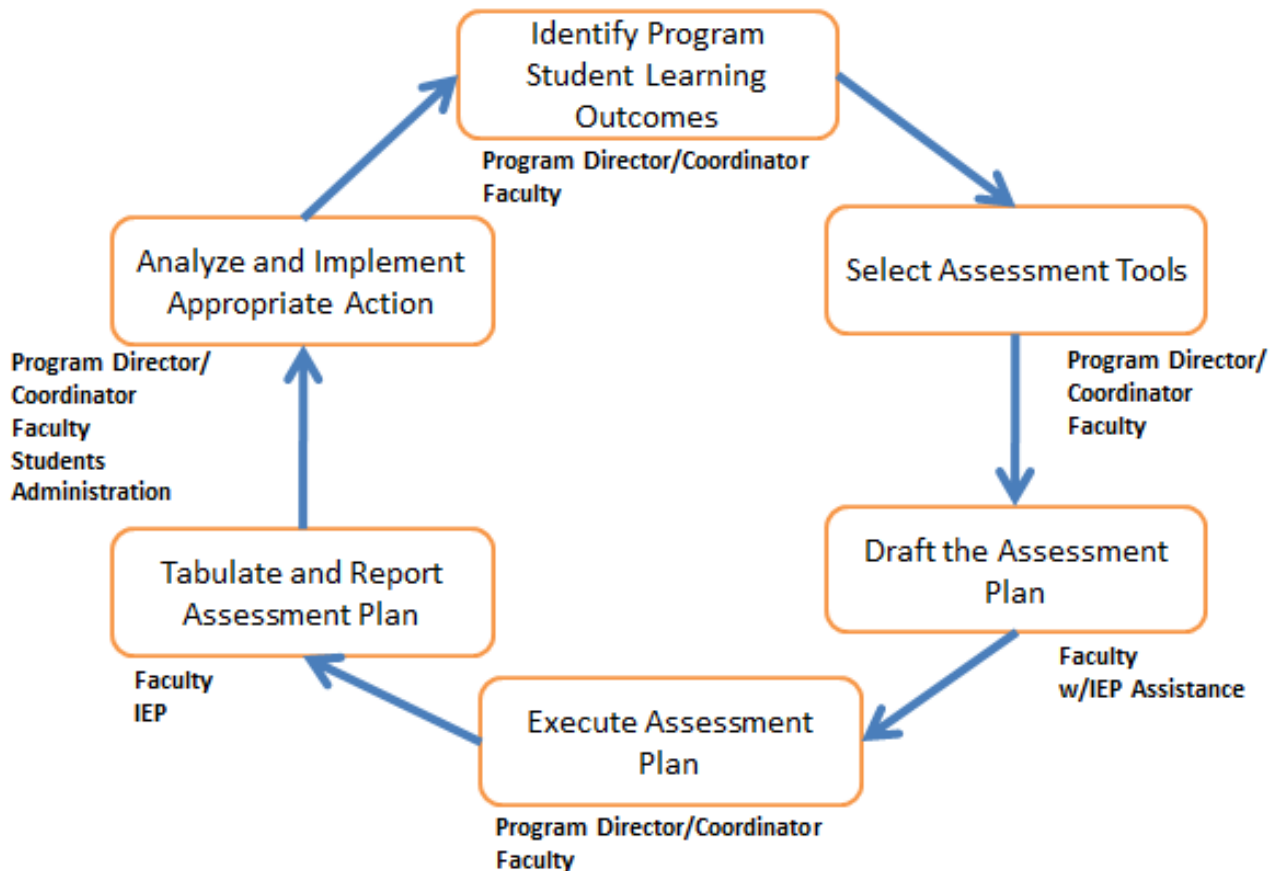 Identify Program
Student Learning
Outcomes
Program Director/Coordinator
Faculty
Select Assessment Tools
Program Director/
Coordinator
Faculty
Draft the Assessment
Plan
Faculty
w/IEP Assistance
Execute Assessment
Plan
Program Director/Coordinator
Faculty
Tabulate and Report
Assessment Plan
Faculty
IEP
Analyze and Implement
Appropriate Action
Program Director/
Coordinator
Faculty
Students
Administration